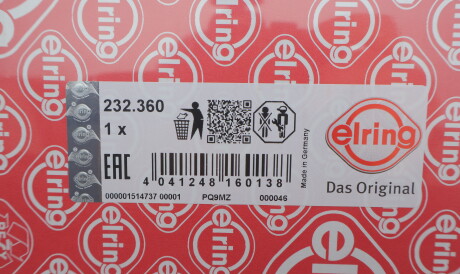 232.360
1 x
EAC
4 041248 160138
000001514737 00001 PQ9MZ 000046
Made in Germany
elring
Das Original